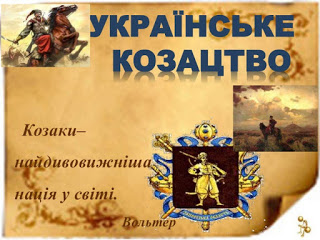 УКРАЇНСЬКЕ
КОЗАЦТВО
Козаки–
найдивовижніша
нація у світі.
Вольтер